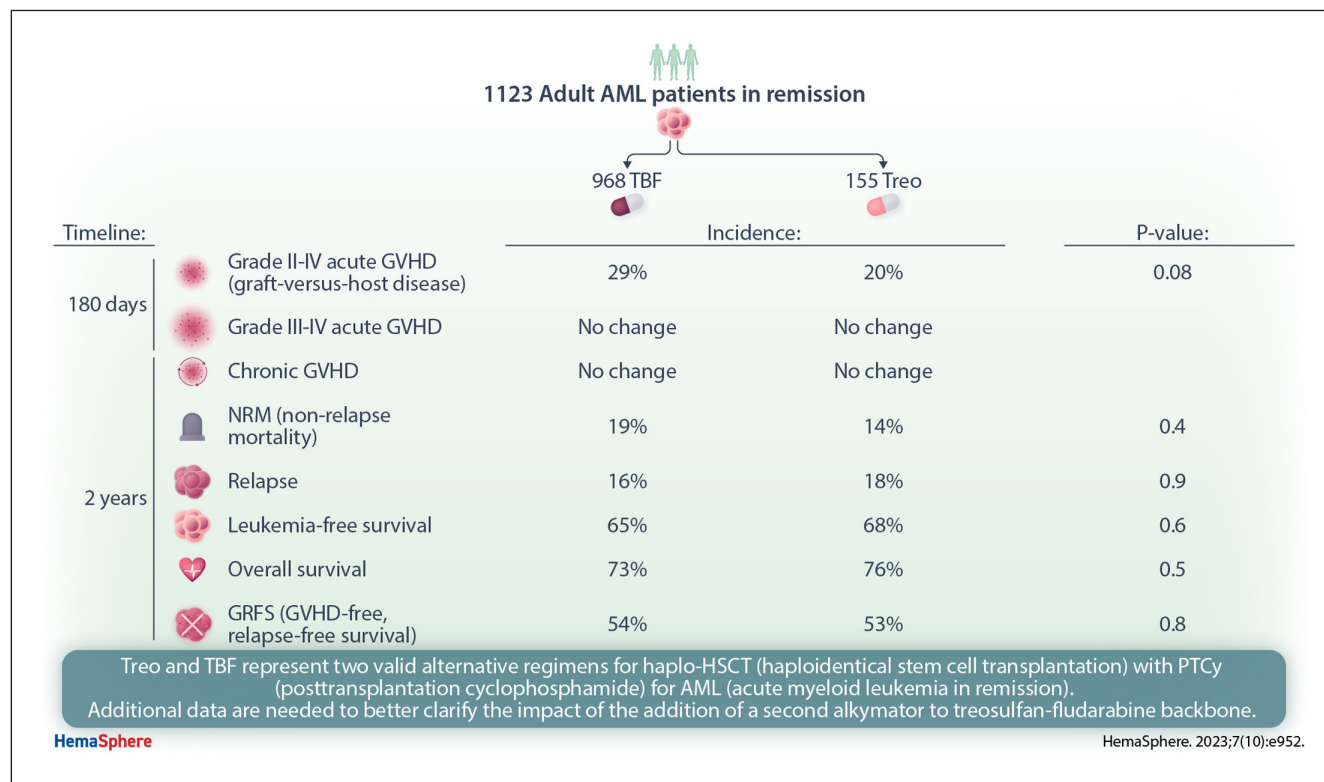 1123 Adult AML patients in remission
968 TBF
155 Treo
Timeline:
Incidence:
P-value:
180 days
Grade II-IV acute GVHD
(graft-versus-host disease)
29%
20%
0.08
Grade III-IV acute GVHD
No change
No change
2 years
Chronic GVHD
No change
No change
NRM (non-relapse
mortality)
19%
14%
0.4
Relapse
16%
18%
0.9
Leukemia-free survival
65%
68%
0.6
Overall survival
73%
76%
0.5
GRFS (GVHD-free,
relapse-free survival)
54%
53%
0.8
Treo and TBF represent two valid alternative regimens for haplo-HSCT (haploidentical stem cell transplantation) with PTCy
(posttransplantation cyclophosphamide) for AML (acute myeloid leukemia in remission).
Additional data are needed to better clarify the impact of the addition of a second alkymator to treosulfan-fludarabine backbone.
HemaSphere
HemaSphere. 2023;7(10):e952.